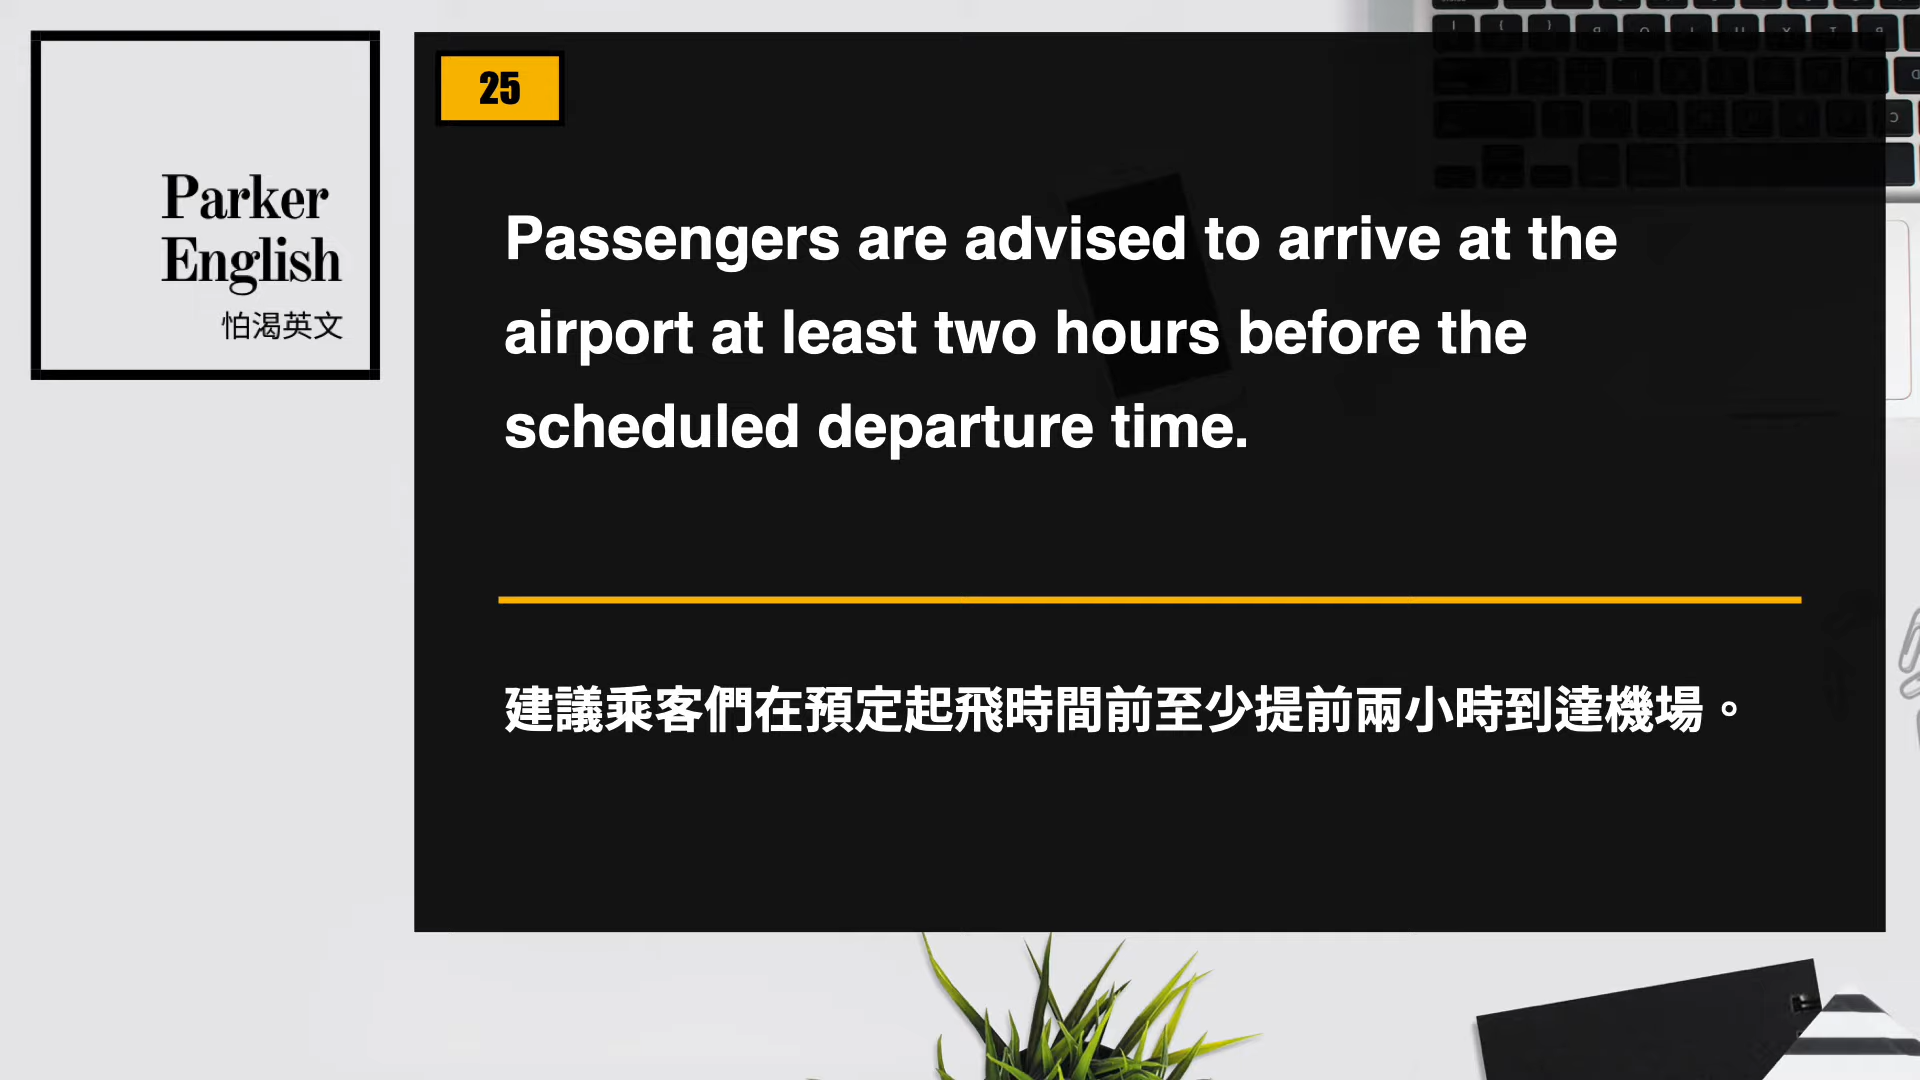 Parker
English
怕渴英文
25
Passengers are advised to arrive at the
airport at least two hours before the
scheduled departure time.
建議乘客們在預定起飛時間前至少提前兩小時到達機場。